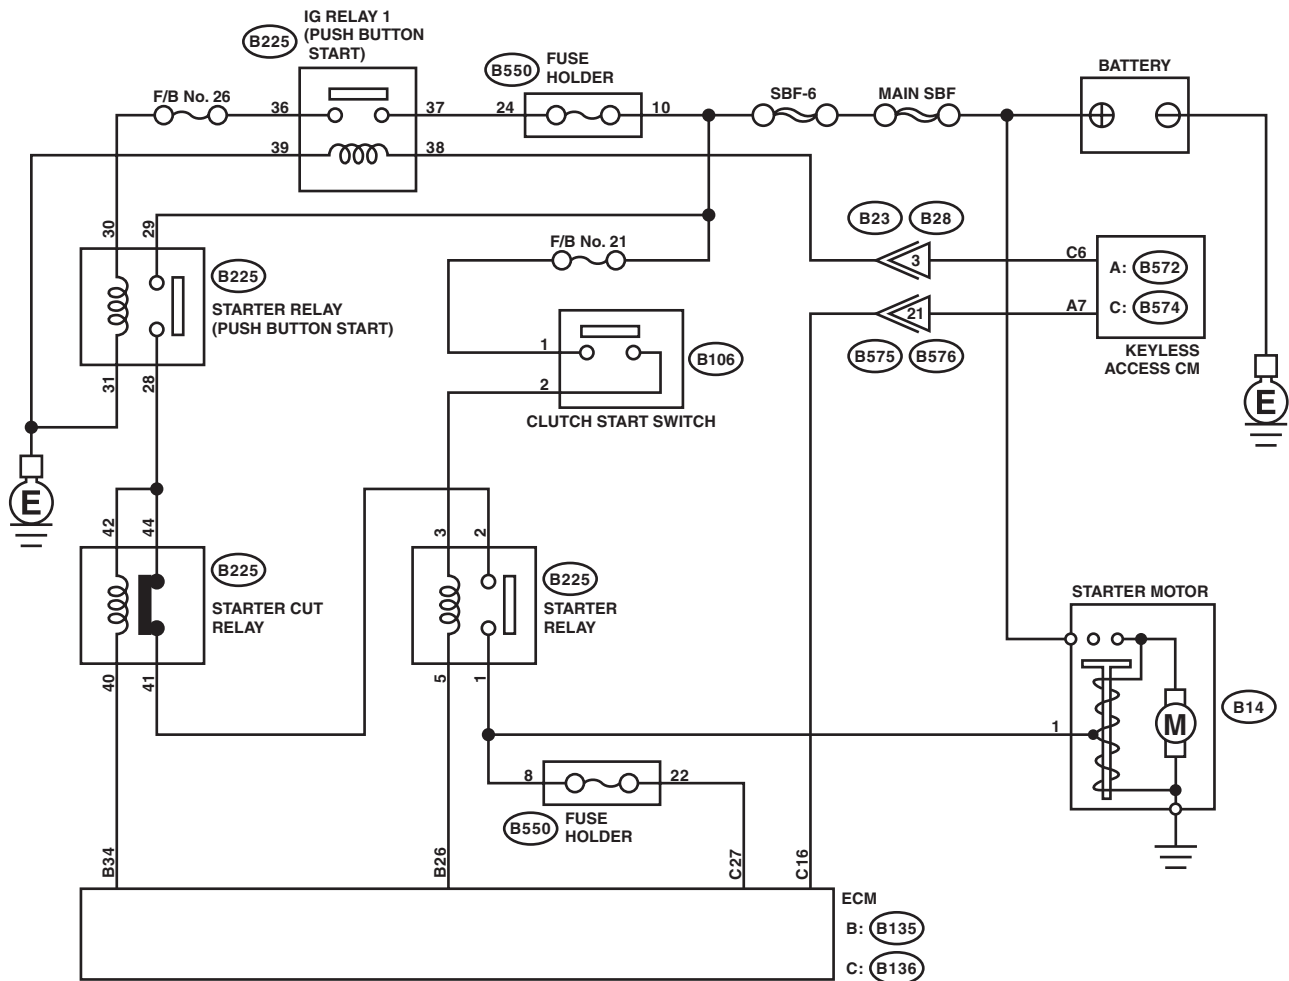 IG RELAY 1
(PUSH BUTTON
START)
B225
B550
FUSE
HOLDER
BATTERY
F/B No. 26
36
37
24
10
SBF-6
MAIN SBF
39
38
30
29
B23
B28
F/B No. 21
3
C6
A: B572
B225
STARTER RELAY
(PUSH BUTTON START)
21
A7
C: B574
1
B106
B575
B576
KEYLESS
ACCESS CM
31
28
2
CLUTCH START SWITCH
E
E
42
44
3
2
B225
STARTER CUT
RELAY
B225
STARTER
RELAY
STARTER MOTOR
40
41
5
1
1
M
B14
8
22
B550
FUSE
HOLDER
B34
B26
C27
C16
ECM
B: B135
C: B136